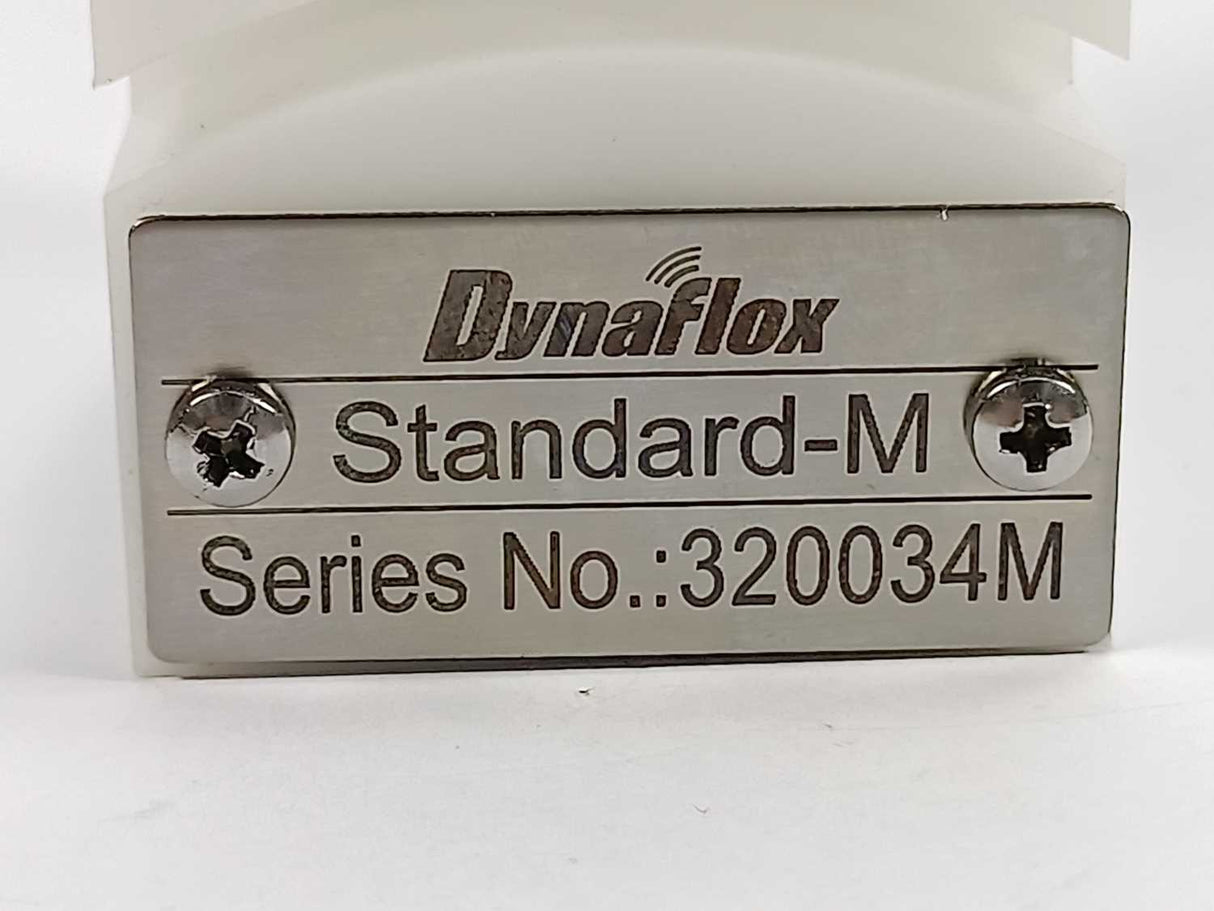 Dynaflox
Standard-M
Series No.:320034M